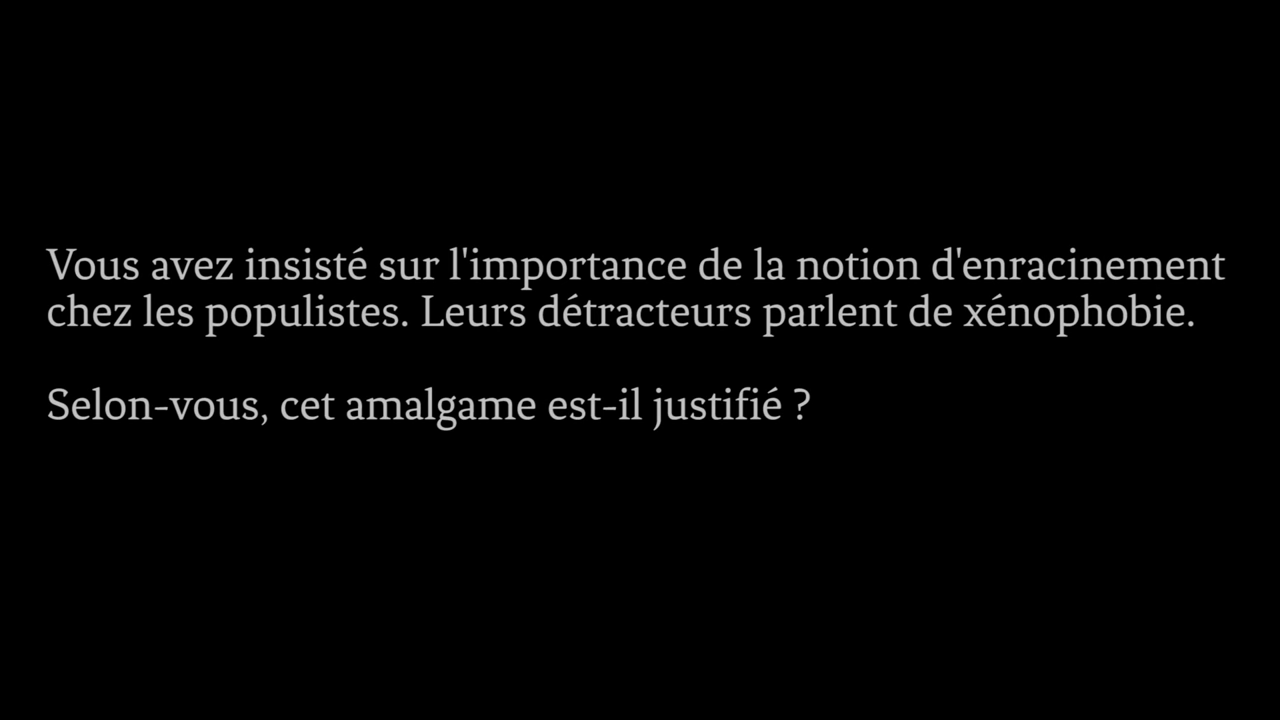 Vous avez insisté sur l'importance de la notion d'enracinement
chez les populistes. Leurs détracteurs parlent de xénophobie.
Selon-vous, cet amalgame est-il justifié ?